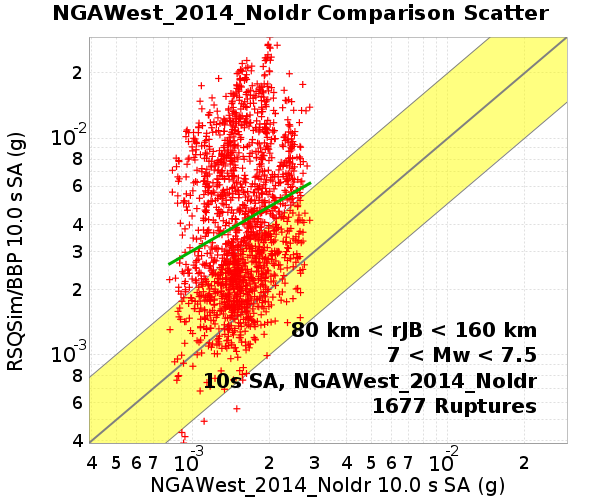 NGAWest_2014_NoIdr Comparison Scatter
RSQSim/BBP 10.0 s SA (g)
2
10-2
8
6
4
3
2
10-3
8
6
4
80 km < rJB < 160 km
7 < Mw < 7.5
10s SA, NGAWest_2014_NoIdr
1677 Ruptures
4 5 6 7 10-3 2 3 4 5 6 7 10-2 2
NGAWest_2014_NoIdr 10.0 s SA (g)